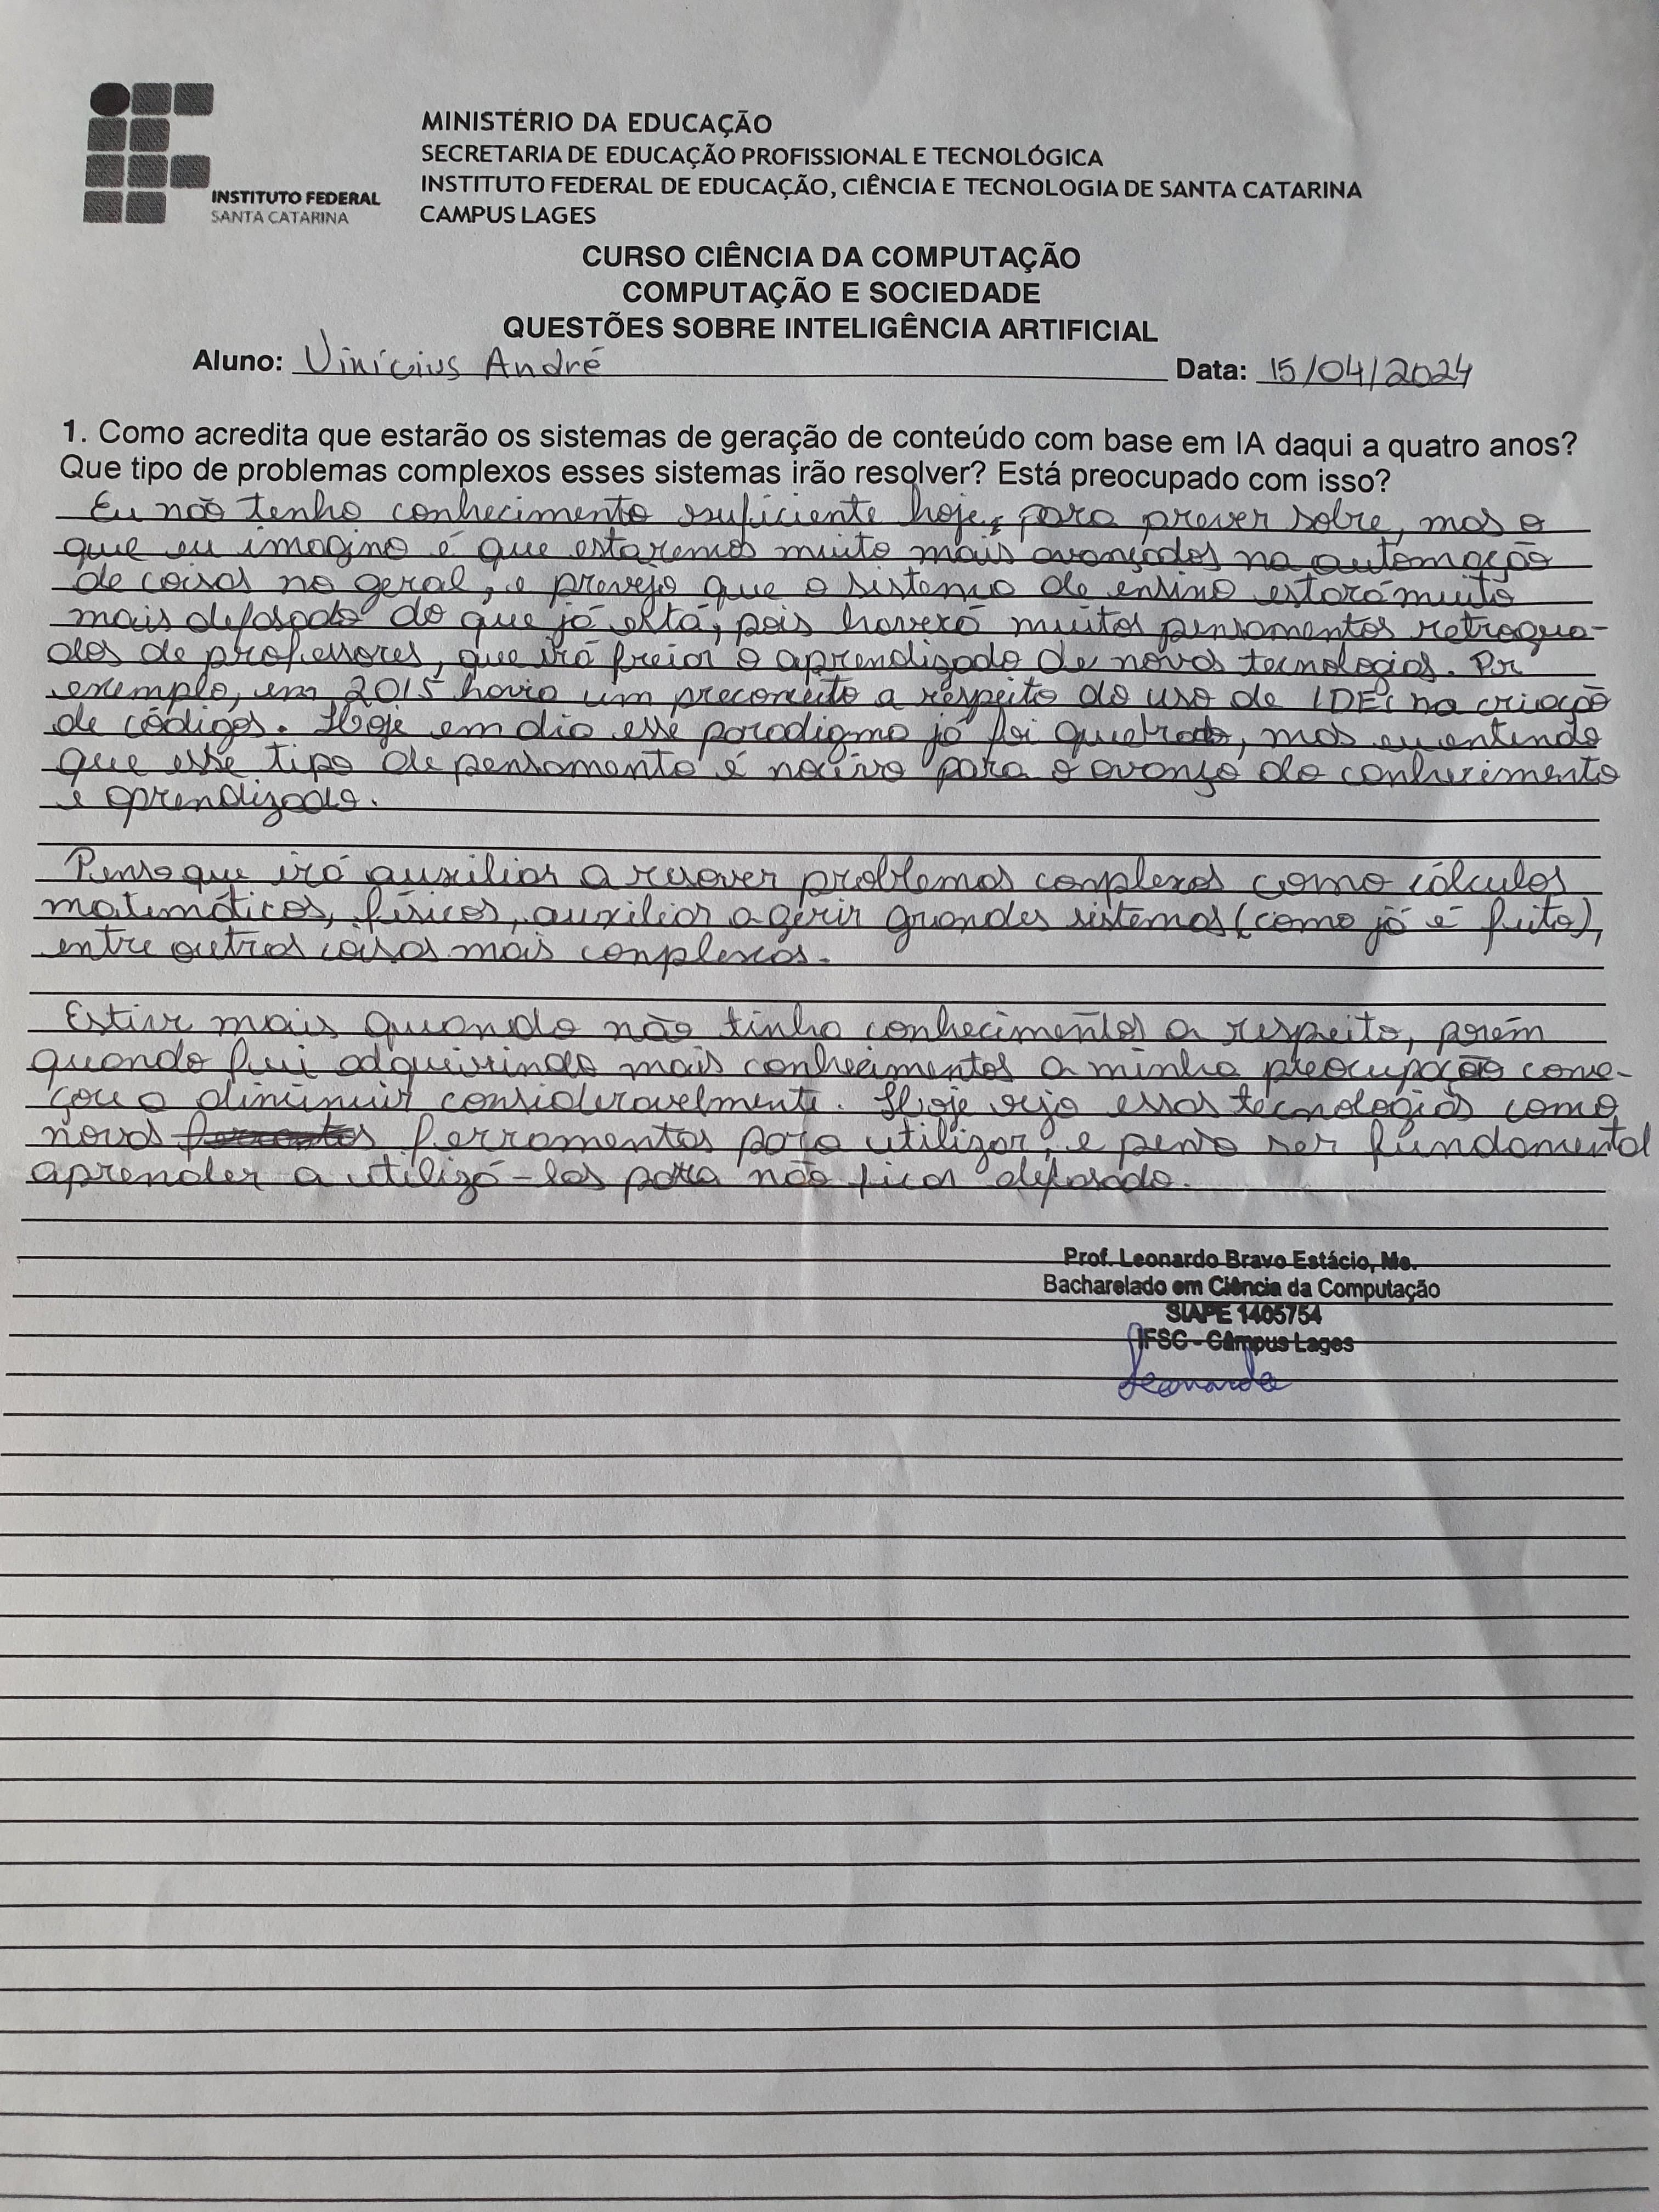 INSTITUTO FEDERAL
SANTA CATARINA
MINISTÉRIO DA EDUCAÇÃO
SECRETARIA DE EDUCAÇÃO PROFISSIONAL E TECNOLÓGICA
INSTITUTO FEDERAL DE EDUCAÇÃO, CIÊNCIA E TECNOLOGIA DE SANTA CATARINA
CAMPUS LAGES
CURSO CIÊNCIA DA COMPUTAÇÃO
COMPUTAÇÃO E SOCIEDADE
QUESTÕES SOBRE INTELIGÊNCIA ARTIFICIAL
Aluno: Vinícius André Data: 15/04/2024
1. Como acredita que estarão os sistemas de geração de conteúdo com base em IA daqui a quatro anos?
Que tipo de problemas complexos esses sistemas irão resolver? Está preocupado com isso?
Eu não tenho conhecimento suficiente hoje, para prever sobre, mas o
que eu imagino é que estaremos muito mais avançados na automação
de coisas no geral, e prevejo que o sistema de ensino estará muito
mais defasado do que já está, pois haverá muitos pensamentos retrogua-
dos de professores, que irá freiar o aprendizado de novas tecnologias. Por
exemplo, em 2015 havia um preconceito a respeito do uso de IDEs na criação
de códigos. Hoje em dia esse paradigma já foi quebrado, mas eu entendo
que esse tipo de pensamento é nocivo para o avanço do conhecimento
e aprendizado.
Penso que irá auxiliar a resover problemas complexos como cálculos
matemáticos, físicos, auxiliar a gerir grandes sistemas (como já é feito),
entre outras coisas mais complexas.
Estive mais quando não tinha conhecimentos a respeito, porém
quando fui adquirindo mais conhecimentos a minha preocupação come-
çou a diminuir consideravelmente. Hoje vejo essas tecnologias como
novas ferramentas para utilizar, e penso ser fundamental
aprender a utilizá-las para não ficar defasado.
Prof. Leonardo Bravo Estácio, Me.
Bacharelado em Ciência da Computação
SIAPE 1405754
IFSC - Câmpus Lages
Leonardo